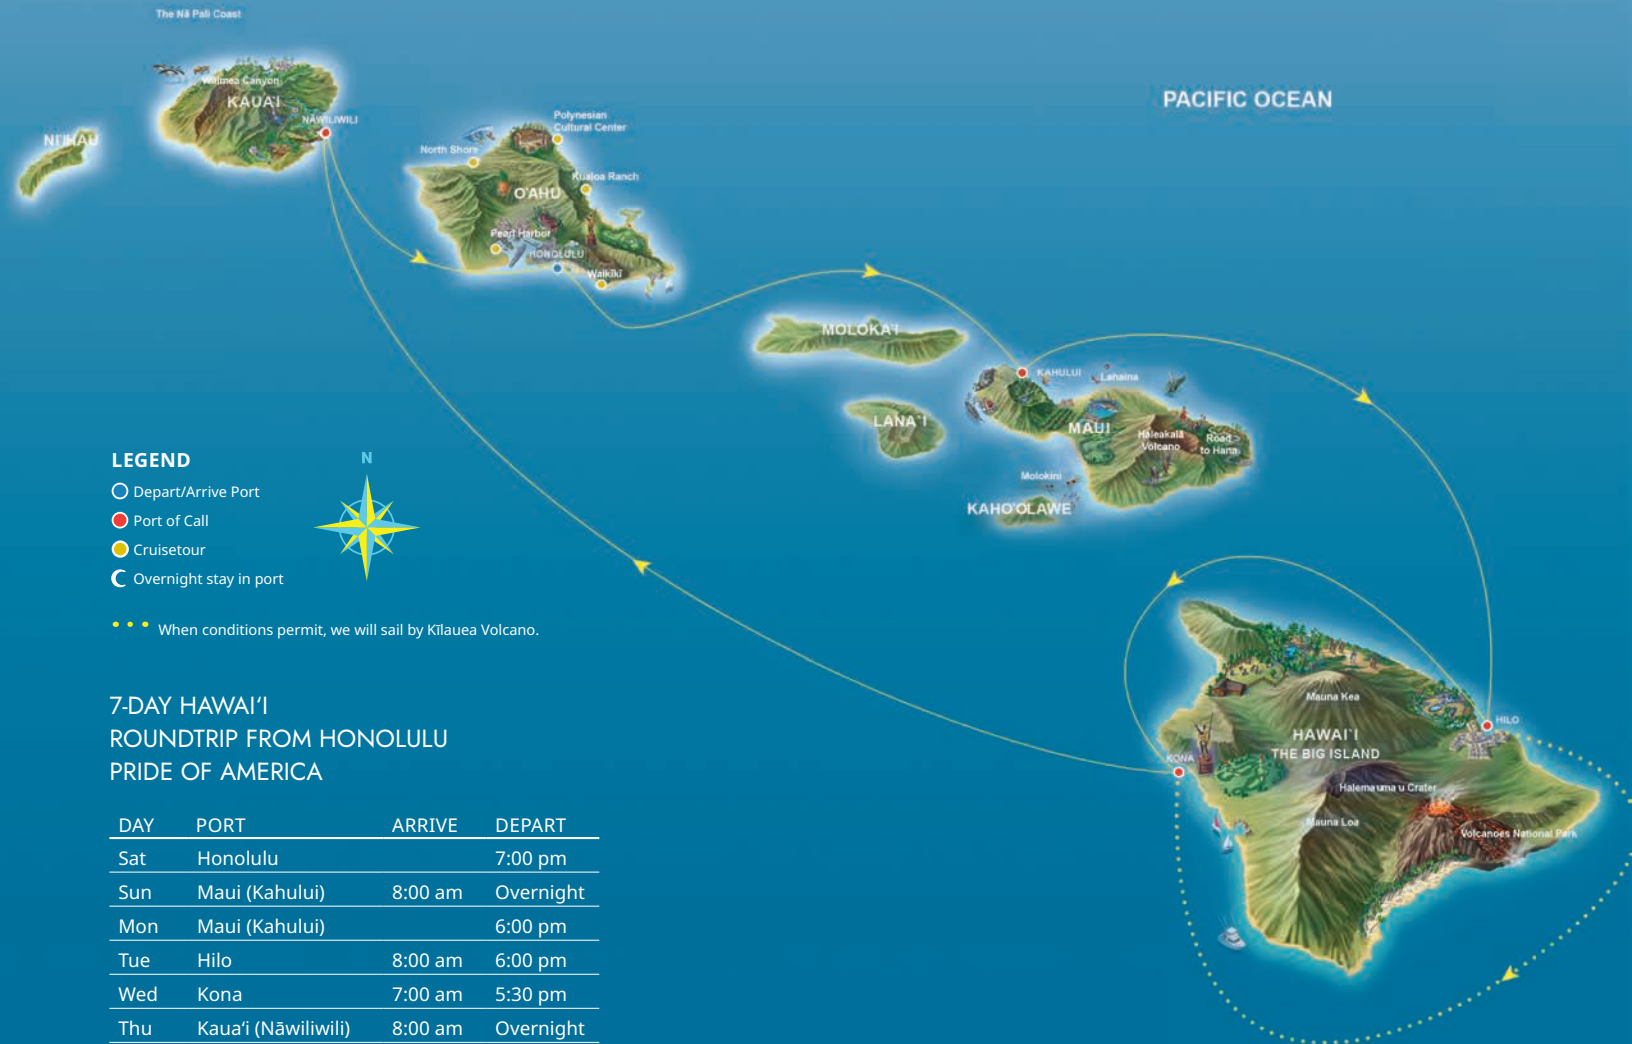 The Nā Pali Coast
Waimea Canyon
KAUA'I
NĀWILIWILI
NI'IHAU
PACIFIC OCEAN
Polynesian
Cultural Center
North Shore
Kualoa Ranch
O'AHU
Pearl Harbor
HONOLULU
Waikīkī
MOLOKA'I
KAHULUI
Lahaina
LANA'I
MAUI
Haleakalā
Volcano
Road
to Hana
Molokini
KAHO'OLAWE
LEGEND
N
Depart/Arrive Port
Port of Call
Cruisetour
Overnight stay in port
When conditions permit, we will sail by Kīlauea Volcano.
Mauna Kea
HILO
HAWAI'I
THE BIG ISLAND
KONA
Halema uma u Crater
Mauna Loa
Volcanoes National Park
7-DAY HAWAI‘I
ROUNDTRIP FROM HONOLULU
PRIDE OF AMERICA
DAY PORT ARRIVE DEPART
Sat Honolulu 7:00 pm
Sun Maui (Kahului) 8:00 am Overnight
Mon Maui (Kahului) 6:00 pm
Tue Hilo 8:00 am 6:00 pm
Wed Kona 7:00 am 5:30 pm
Thu Kaua‘i (Nāwiliwili) 8:00 am Overnight